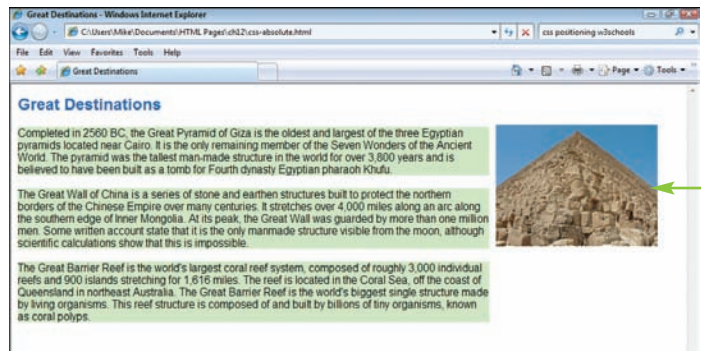 Great Destinations - Windows Internet Explorer
C:\Users\Mike\Documents\HTML Pages\ch12\css-absolute.html
css positioning w3schools
File Edit View Favorites Tools Help
Great Destinations
Page Tools
Great Destinations
Completed in 2560 BC, the Great Pyramid of Giza is the oldest and largest of the three Egyptian
pyramids located near Cairo. It is the only remaining member of the Seven Wonders of the Ancient
World. The pyramid was the tallest man-made structure in the world for over 3,800 years and is
believed to have been built as a tomb for Fourth dynasty Egyptian pharaoh Khufu.
The Great Wall of China is a series of stone and earthen structures built to protect the northern
borders of the Chinese Empire over many centuries. It stretches over 4,000 miles along an arc along
the southern edge of Inner Mongolia. At its peak, the Great Wall was guarded by more than one million
men. Some written account state that it is the only manmade structure visible from the moon, although
scientific calculations show that this is impossible.
The Great Barrier Reef is the world's largest coral reef system, composed of roughly 3,000 individual
reefs and 900 islands stretching for 1,616 miles. The reef is located in the Coral Sea, off the coast of
Queensland in northeast Australia. The Great Barrier Reef is the world's biggest single structure made
by living organisms. This reef structure is composed of and built by billions of tiny organisms, known
as coral polyps.